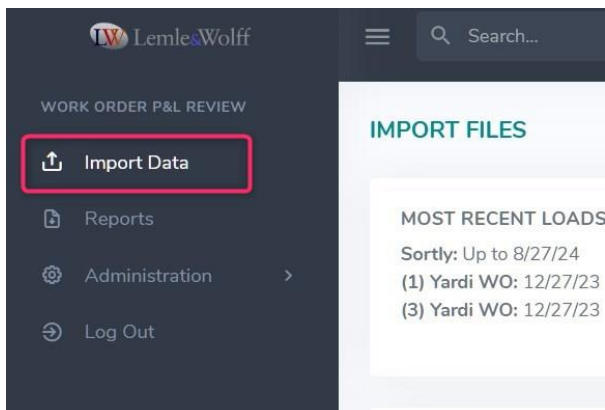 LW Lemle&Wolff
Search...
WORK ORDER P&L REVIEW
Import Data
Reports
Administration
Log Out
IMPORT FILES
MOST RECENT LOADS
Sortly: Up to 8/27/24
(1) Yardi WO: 12/27/23
(3) Yardi WO: 12/27/23